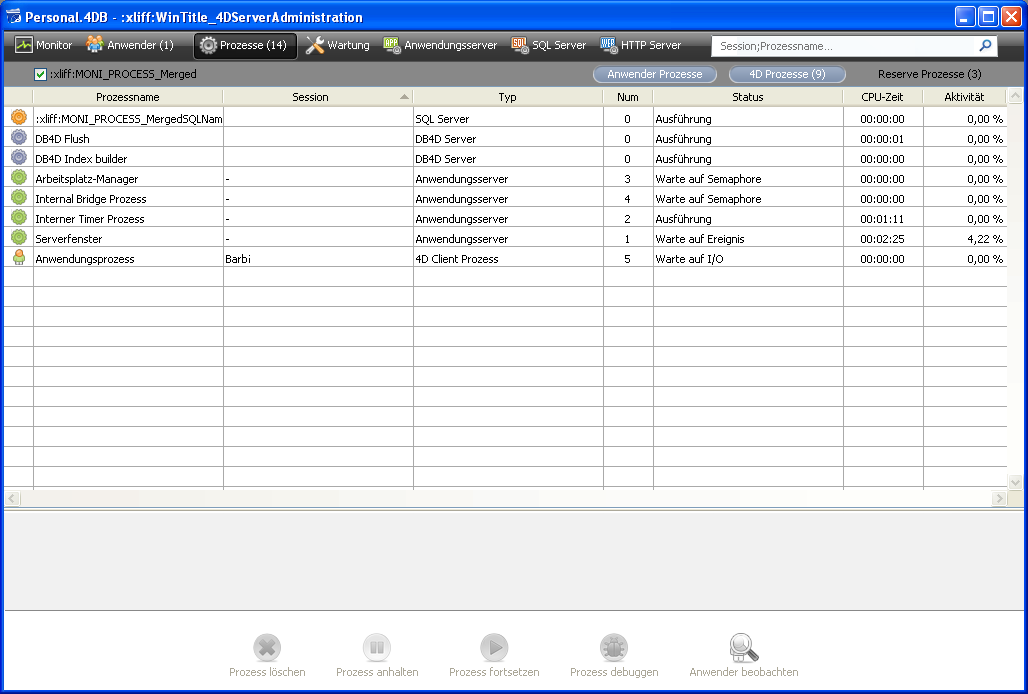 Personal.4DB - :xliff:WinTitle_4DServerAdministration
Monitor Anwender (1) Prozesse (14) Wartung Anwendungsserver SQL Server HTTP Server Session;Prozessname...
:xliff:MONI_PROCESS_Merged Anwender Prozesse 4D Prozesse (9) Reserve Prozesse (3)
Prozessname Session Typ Num Status CPU-Zeit Aktivität
::xliff:MONI_PROCESS_MergedSQLNam SQL Server 0 Ausführung 00:00:00 0,00 %
DB4D Flush DB4D Server 0 Ausführung 00:00:01 0,00 %
DB4D Index builder DB4D Server 0 Ausführung 00:00:00 0,00 %
Arbeitsplatz-Manager - Anwendungsserver 3 Warte auf Semaphore 00:00:00 0,00 %
Internal Bridge Prozess - Anwendungsserver 4 Warte auf Semaphore 00:00:00 0,00 %
Interner Timer Prozess - Anwendungsserver 2 Ausführung 00:01:11 0,00 %
Serverfenster - Anwendungsserver 1 Warte auf Ereignis 00:02:25 4,22 %
Anwendungsprozess Barbi 4D Client Prozess 5 Warte auf I/O 00:00:00 0,00 %
Prozess löschen Prozess anhalten Prozess fortsetzen Prozess debuggen Anwender beobachten